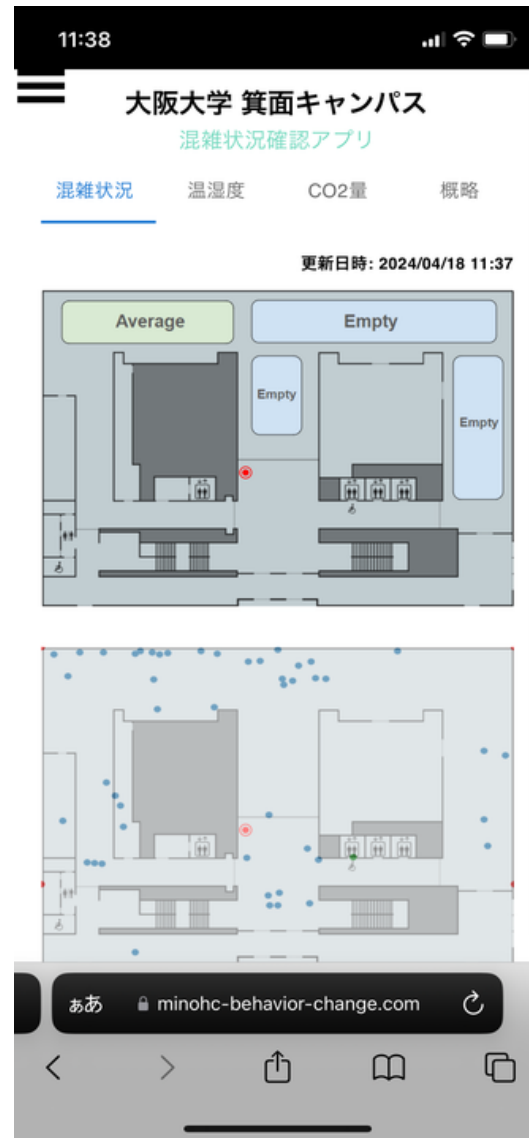 11:38
大阪大学 箕面キャンパス
混雑状況確認アプリ
混雑状況 温湿度 CO2量 概略
更新日時: 2024/04/18 11:37
Average Empty
Empty
Empty
ぁあ minohc-behavior-change.com